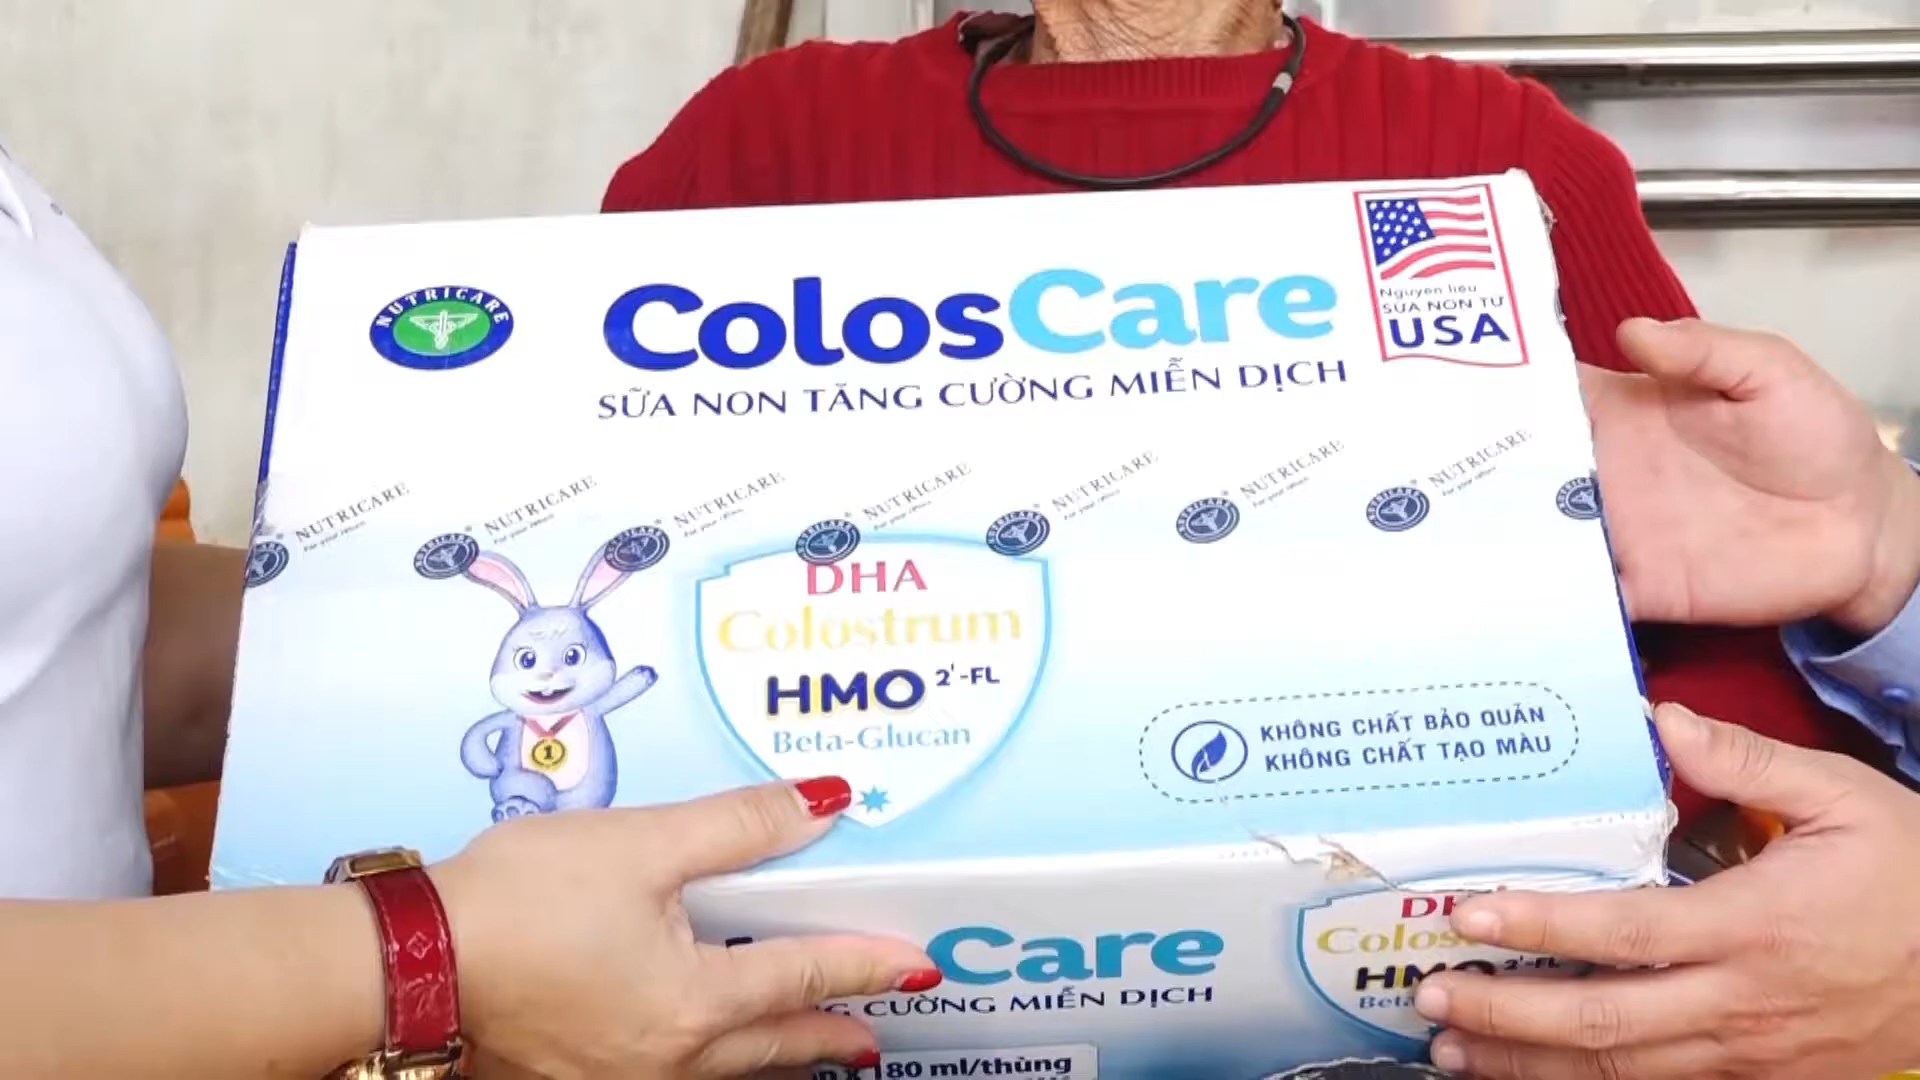 NUTRICARE
ColosCare
SỮA NON TĂNG CƯỜNG MIỄN DỊCH
Nguyên liệu
SỮA NON TỪ
USA
NUTRICARE NUTRICARE NUTRICARE NUTRICARE NUTRICARE NUTRICARE NUTRICARE
DHA
Colostrum
HMO 2'-FL
Beta-Glucan
1
KHÔNG CHẤT BẢO QUẢN
KHÔNG CHẤT TẠO MÀU
Care
CƯỜNG MIỄN DỊCH
HMO 2'-FL
80 ml/thùng